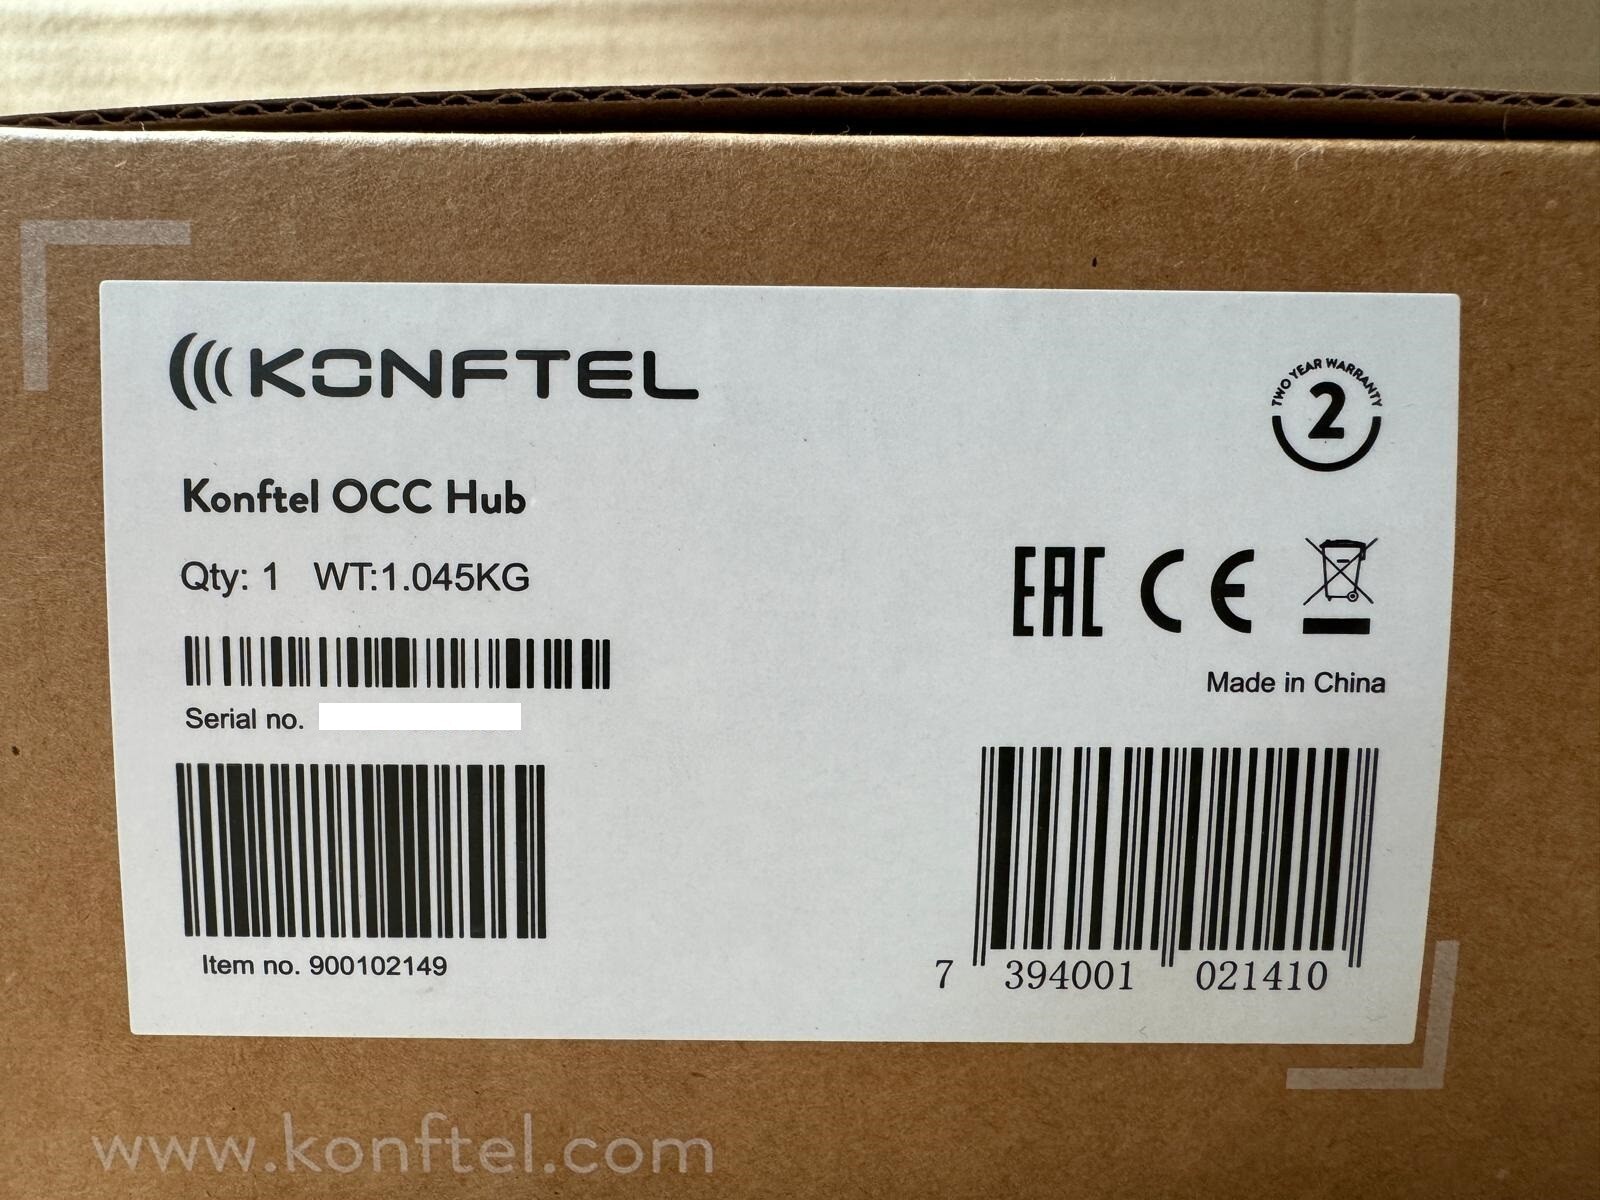 KONFTEL
TWO YEAR WARRANTY
2
Konftel OCC Hub
Qty: 1 WT:1.045KG
EAC CE
Made in China
Serial no.
Item no. 900102149
7 394001 021410
www.konftel.com